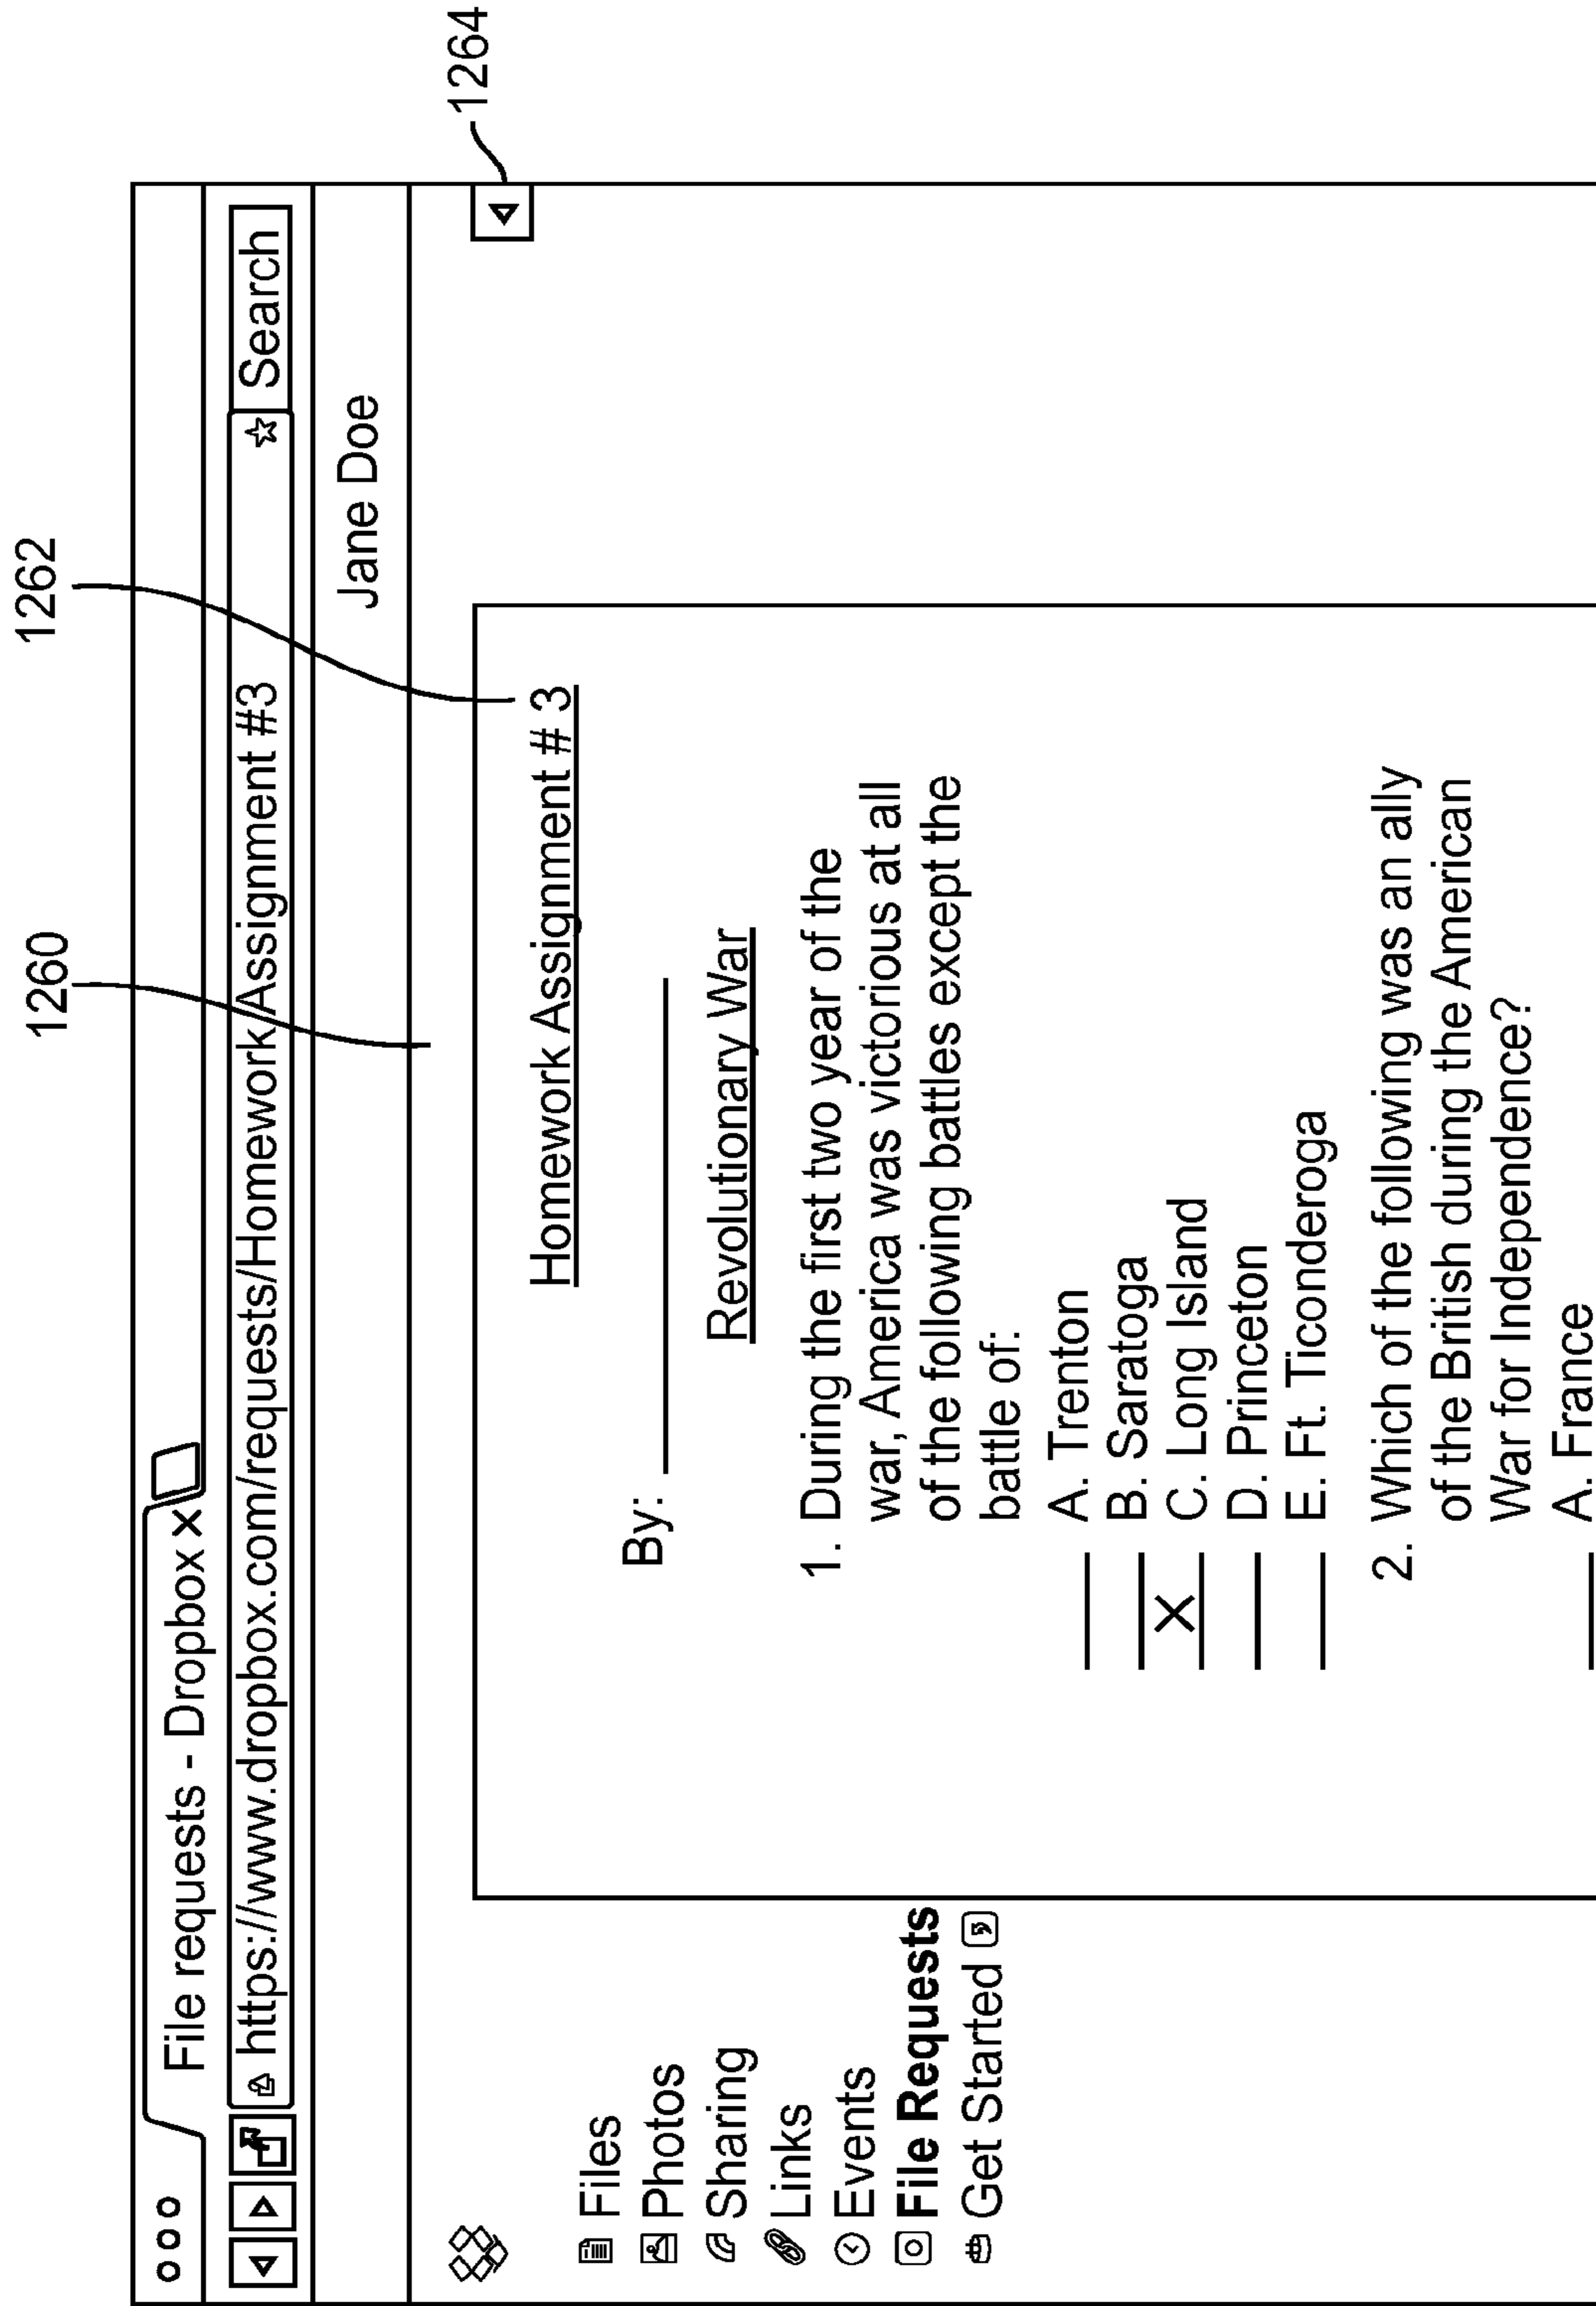 1260
1262
File requests - Dropbox X
https://www.dropbox.com/requests/Homework/Assignment #3
Search
Jane Doe
1264
Files
Photos
Sharing
Links
Events
File Requests
Get Started
Homework Assignment # 3
By:
Revolutionary War
1. During the first two year of the
war, America was victorious at all
of the following battles except the
battle of:
A. Trenton
B. Saratoga
X C. Long Island
D. Princeton
E. Ft. Ticonderoga
2. Which of the following was an ally
of the British during the American
War for Independence?
A. France